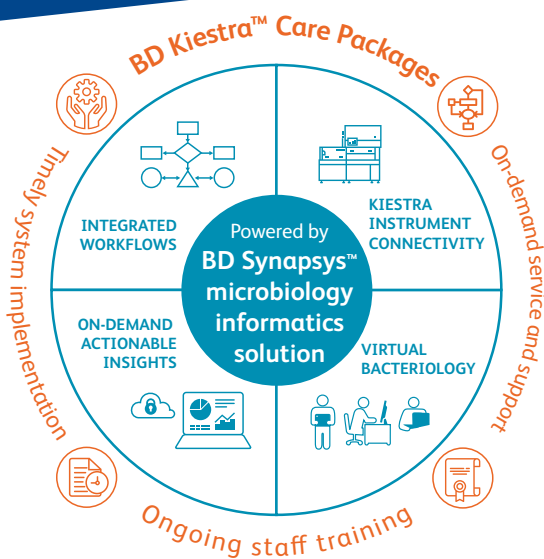 BD Kiestra™ Care Packages
Timely system implementation
On-demand service and support
Ongoing staff training
INTEGRATED
WORKFLOWS
KIESTRA
INSTRUMENT
CONNECTIVITY
Powered by
BD Synapsys™
microbiology
informatics
solution
ON-DEMAND
ACTIONABLE
INSIGHTS
VIRTUAL
BACTERIOLOGY